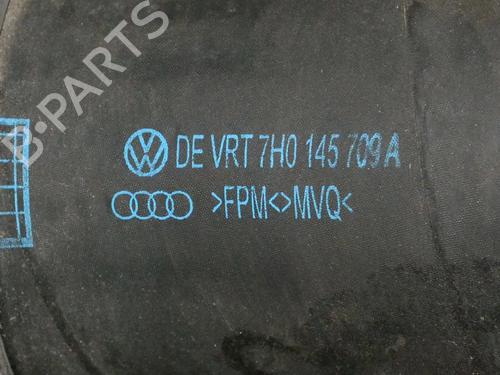 B-PARTS
DE VRT 7H0 145 709 A
>FPM<>MVQ<